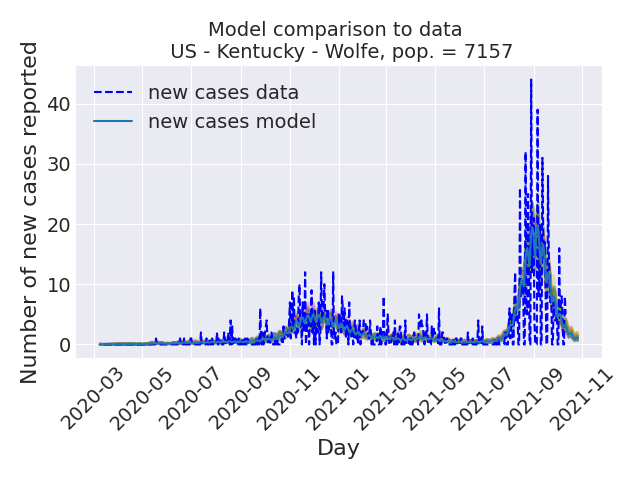 Model comparison to data
US - Kentucky - Wolfe, pop. = 7157
Number of new cases reported
new cases data
new cases model
40
30
20
10
0
2020-03
2020-05
2020-07
2020-09
2020-11
2021-01
2021-03
2021-05
2021-07
2021-09
2021-11
Day